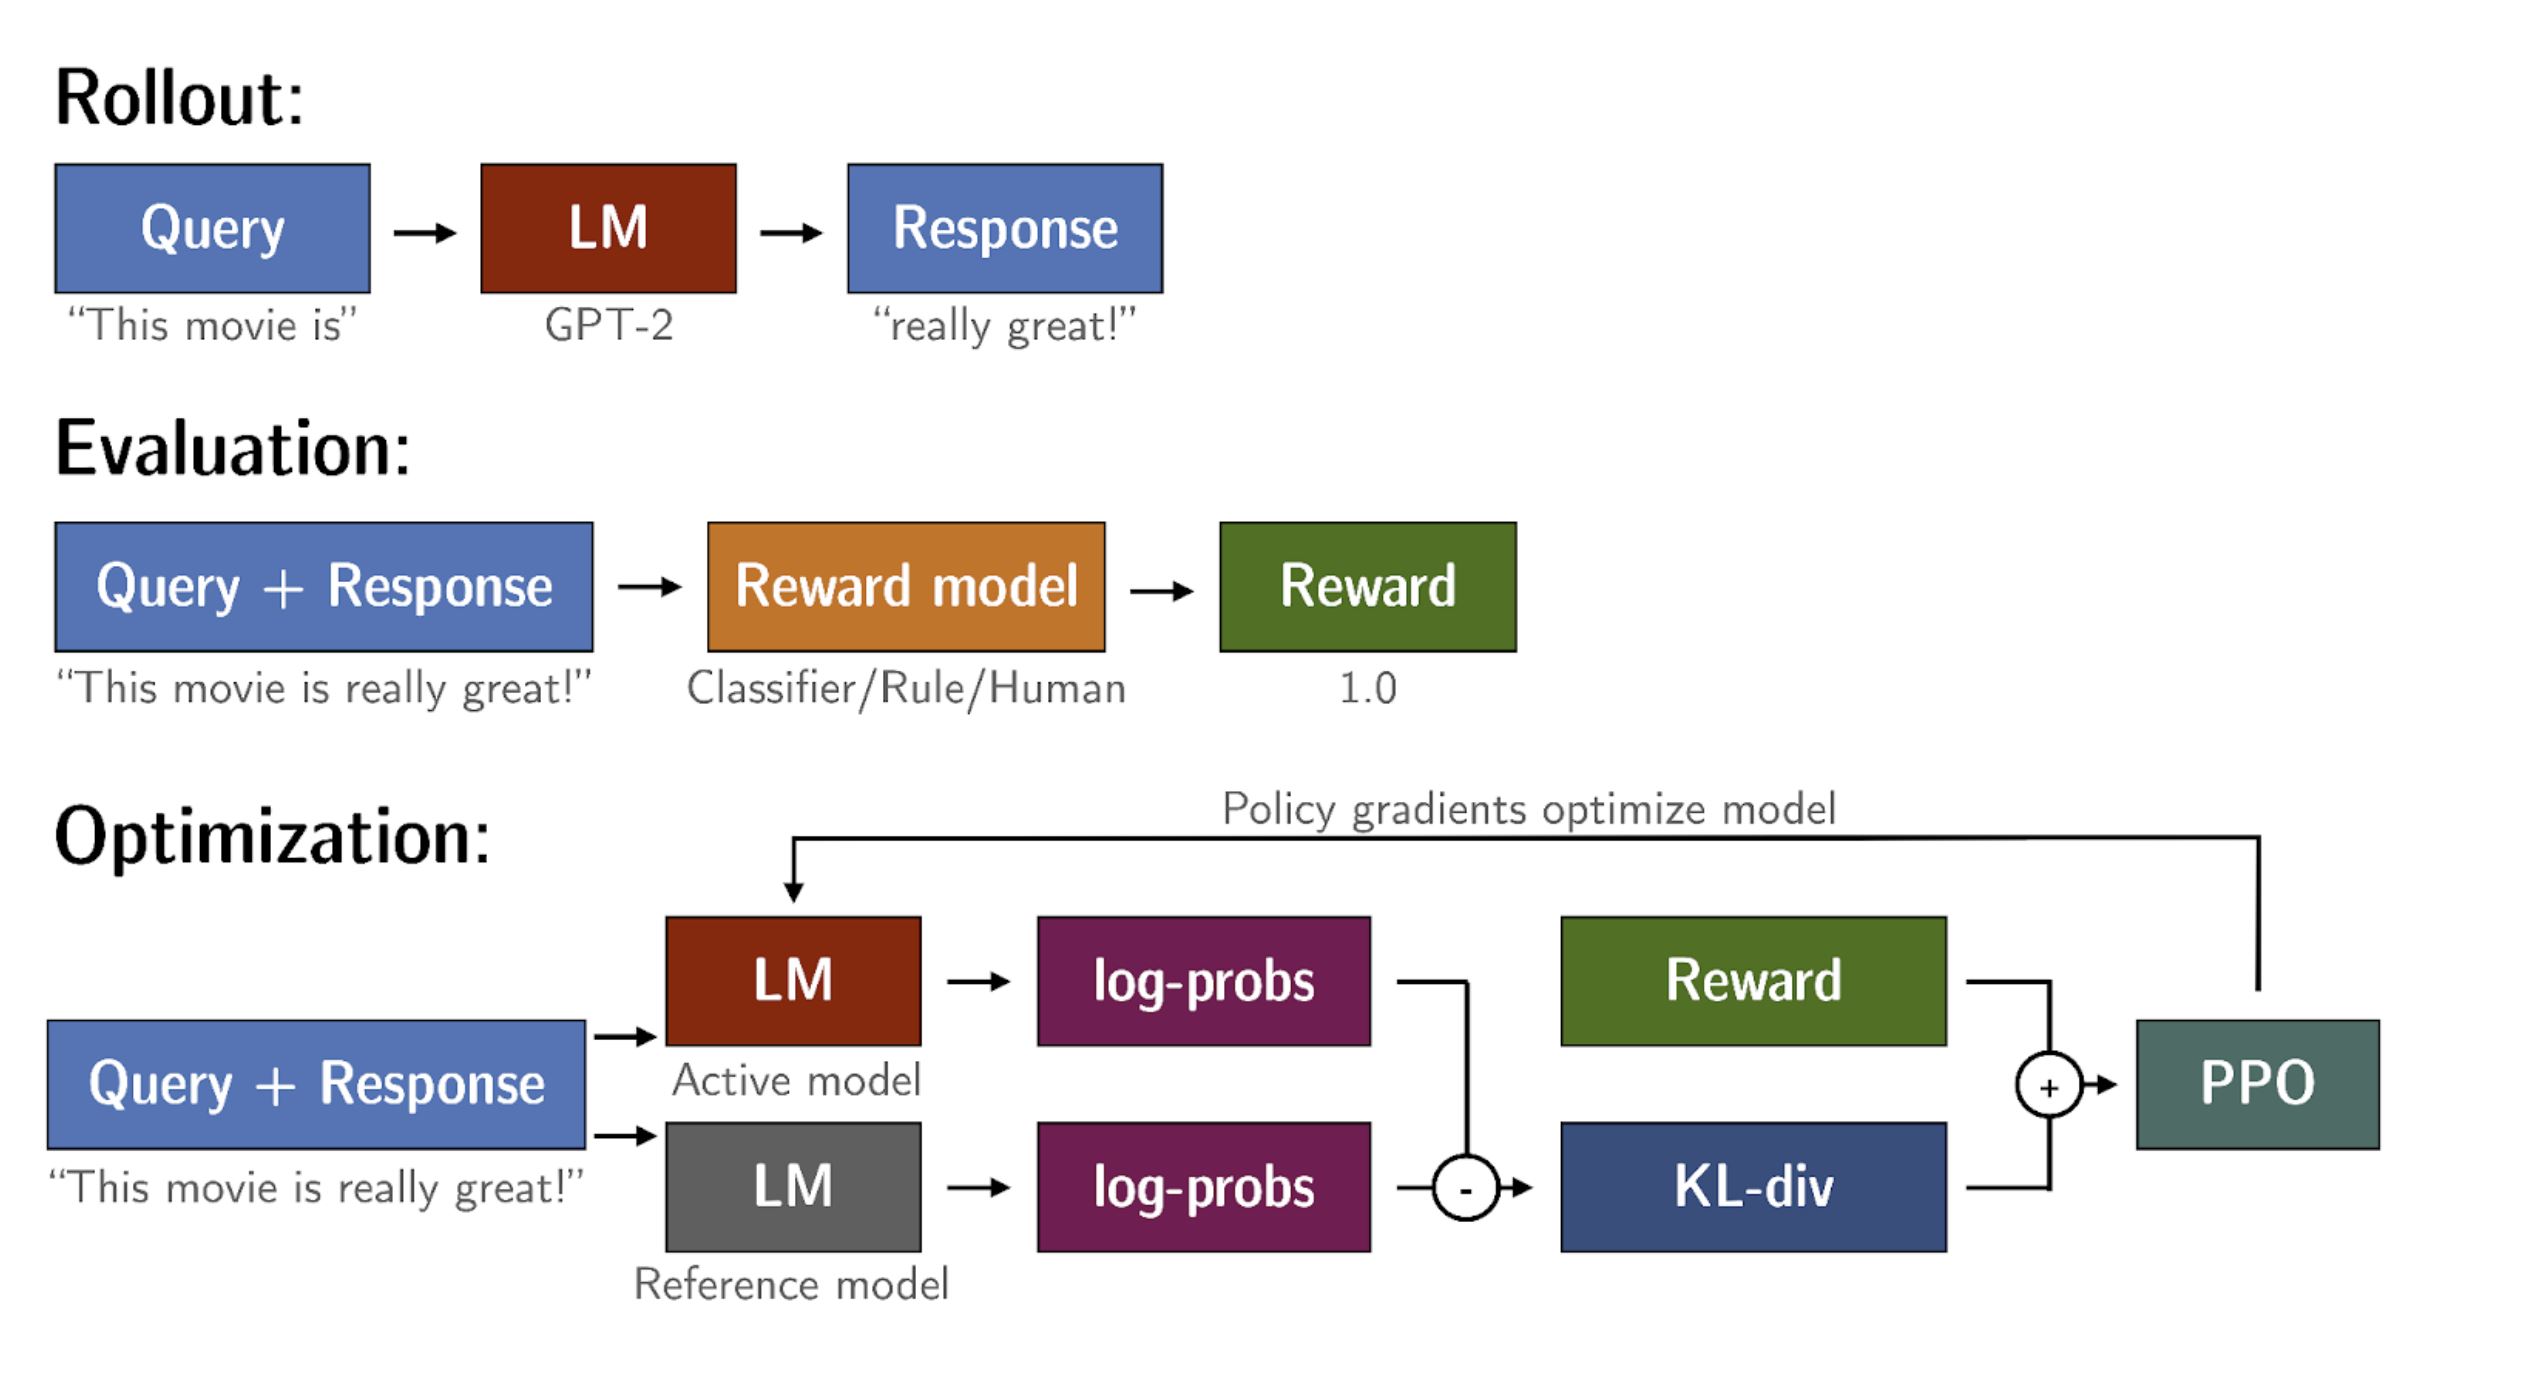 Rollout:
Query
LM
Response
“This movie is”
GPT-2
“really great!”
Evaluation:
Query + Response
Reward model
Reward
“This movie is really great!”
Classifier/Rule/Human
1.0
Optimization:
Policy gradients optimize model
LM
log-probs
Reward
Query + Response
Active model
+
PPO
“This movie is really great!”
LM
log-probs
-
KL-div
Reference model